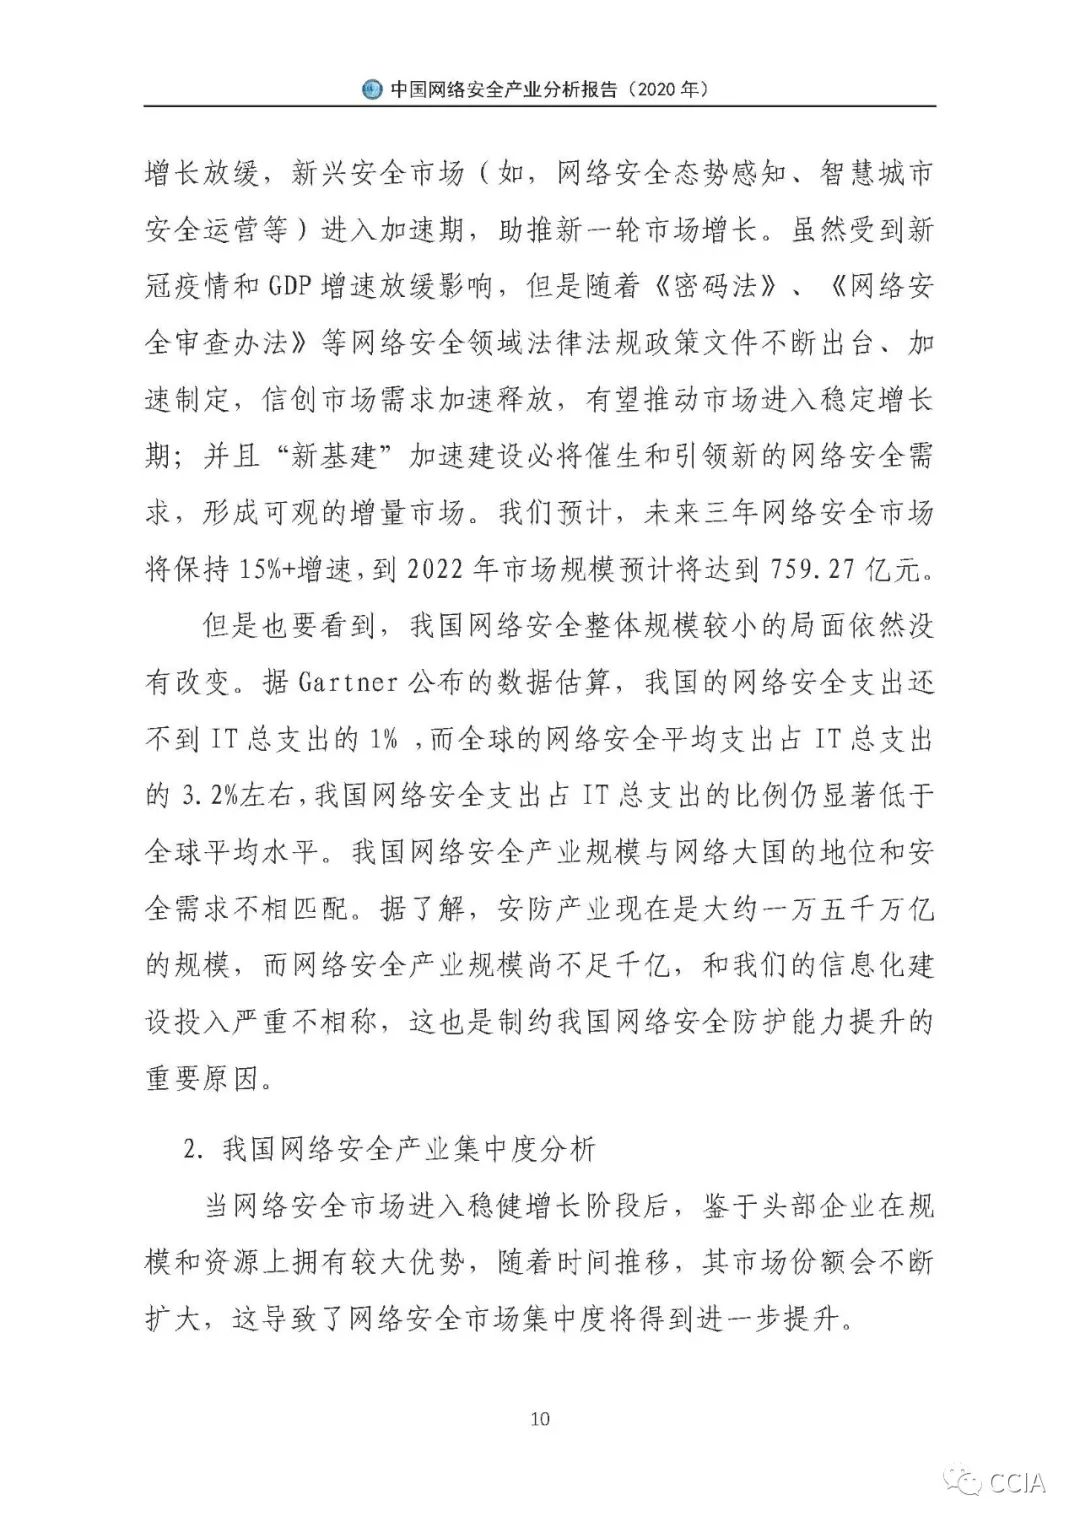 中国网络安全产业分析报告（2020 年）
增长放缓，新兴安全市场（如，网络安全态势感知、智慧城市
安全运营等）进入加速期，助推新一轮市场增长。虽然受到新
冠疫情和 GDP 增速放缓影响，但是随着《密码法》、《网络安
全审查办法》等网络安全领域法律法规政策文件不断出台、加
速制定，信创市场需求加速释放，有望推动市场进入稳定增长
期；并且“新基建”加速建设必将催生和引领新的网络安全需
求，形成可观的增量市场。我们预计，未来三年网络安全市场
将保持 15%+增速，到 2022 年市场规模预计将达到 759.27 亿元。
但是也要看到，我国网络安全整体规模较小的局面依然没
有改变。据 Gartner 公布的数据估算，我国的网络安全支出还
不到 IT 总支出的 1% ，而全球的网络安全平均支出占 IT 总支出
的 3.2%左右，我国网络安全支出占 IT 总支出的比例仍显著低于
全球平均水平。我国网络安全产业规模与网络大国的地位和安
全需求不相匹配。据了解，安防产业现在是大约一万五千万亿
的规模，而网络安全产业规模尚不足千亿，和我们的信息化建
设投入严重不相称，这也是制约我国网络安全防护能力提升的
重要原因。
2. 我国网络安全产业集中度分析
当网络安全市场进入稳健增长阶段后，鉴于头部企业在规
模和资源上拥有较大优势，随着时间推移，其市场份额会不断
扩大，这导致了网络安全市场集中度将得到进一步提升。
10
CCIA